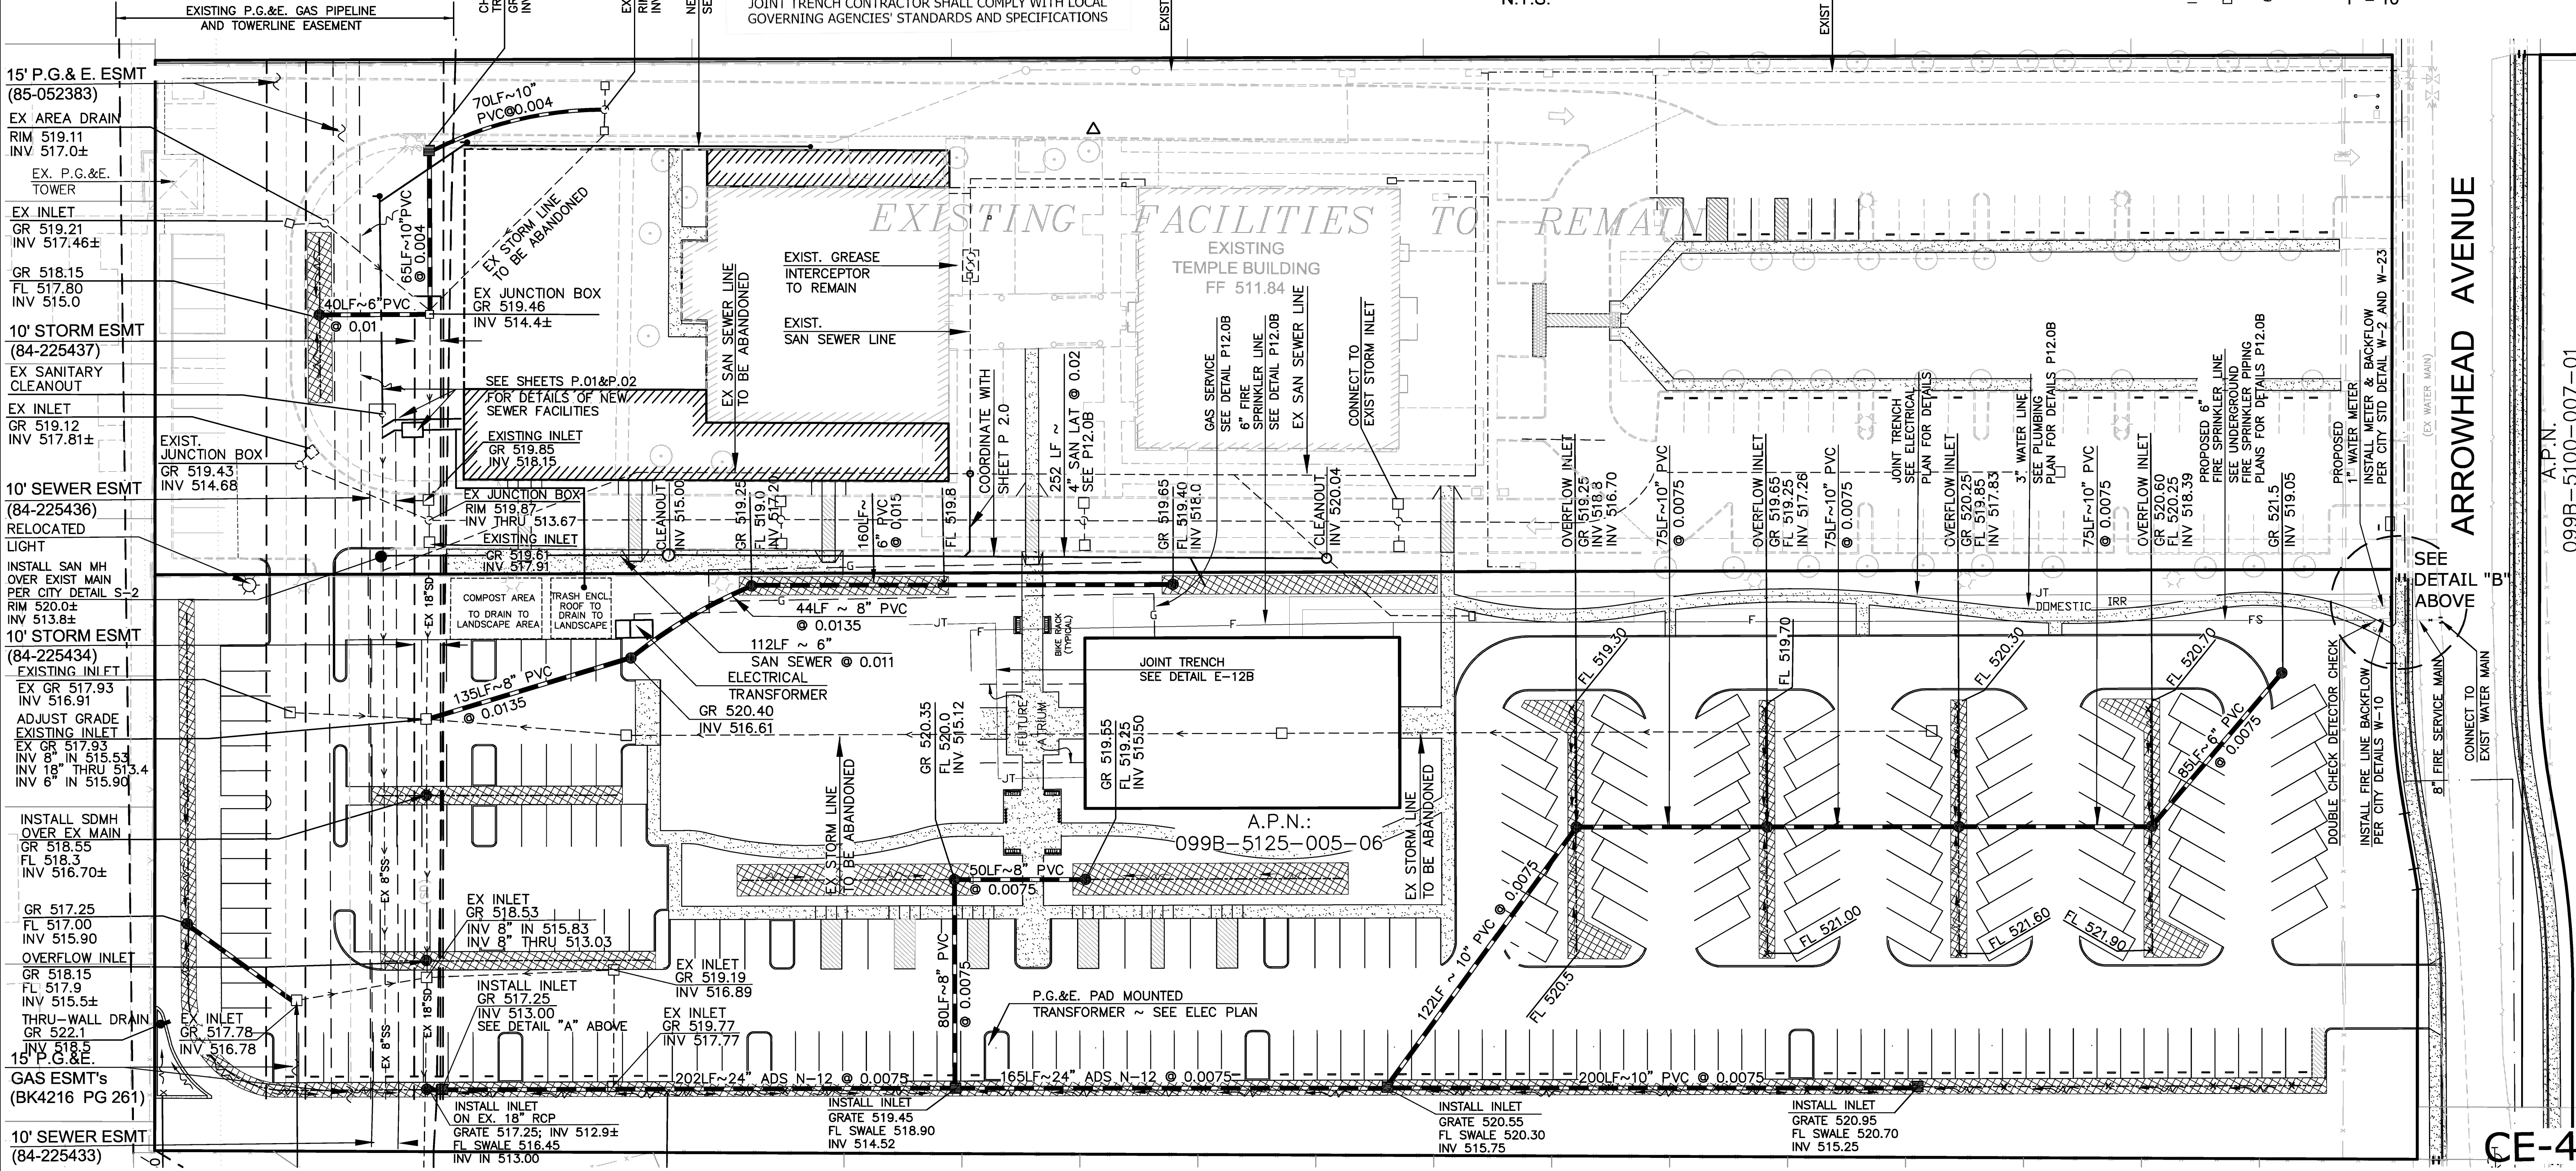 EXISTING P.G.&E. GAS PIPELINE
AND TOWERLINE EASEMENT
JOINT TRENCH CONTRACTOR SHALL COMPLY WITH LOCAL
GOVERNING AGENCIES' STANDARDS AND SPECIFICATIONS
N.T.S.
EXIST
EXIST
15' P.G.& E. ESMT
(85-052383)
EX AREA DRAIN
RIM 519.11
INV 517.0±
EX. P.G.&E.
TOWER
EX INLET
GR 519.21
INV 517.46±
GR 518.15
FL 517.80
INV 515.0
10' STORM ESMT
(84-225437)
EX SANITARY
CLEANOUT
EX INLET
GR 519.12
INV 517.81±
EXIST.
JUNCTION BOX
GR 519.43
INV 514.68
10' SEWER ESMT
(84-225436)
RELOCATED
LIGHT
INSTALL SAN MH
OVER EXIST MAIN
PER CITY DETAIL S-2
RIM 520.0±
INV 513.8±
10' STORM ESMT
(84-225434)
EXISTING INLET
EX GR 517.93
INV 516.91
ADJUST GRADE
EXISTING INLET
EX GR 517.93
INV 8" IN 515.53
INV 18" THRU 513.4
INV 6" IN 515.90
INSTALL SDMH
OVER EX MAIN
GR 518.55
FL 518.3
INV 516.70±
GR 517.25
FL 517.00
INV 515.90
OVERFLOW INLET
GR 518.15
FL 517.9
INV 515.5±
THRU-WALL DRAIN
GR 522.1
INV 518.5
15' P.G.&E.
GAS ESMT's
(BK4216 PG 261)
10' SEWER ESMT
(84-225433)
EX INLET
GR 517.78
INV 516.78
70LF~10"
PVC@0.004
65LF~10"PVC
@ 0.004
EX STORM LINE
TO BE ABANDONED
40LF~6"PVC
@ 0.01
EX JUNCTION BOX
GR 519.46
INV 514.4±
SEE SHEETS P.01&P.02
FOR DETAILS OF NEW
SEWER FACILITIES
EXISTING INLET
GR 519.85
INV 518.15
EX JUNCTION BOX
RIM 519.87
INV THRU 513.67
EXISTING INLET
GR 519.61
INV 517.91
EX 18"SD
COMPOST AREA
TO DRAIN TO
LANDSCAPE AREA
TRASH ENCL.
ROOF TO
DRAIN TO
LANDSCAPE
EX SAN SEWER LINE
TO BE ABANDONED
EXISTING FACILITIES TO REMAIN
EXIST. GREASE
INTERCEPTOR
TO REMAIN
EXIST.
SAN SEWER LINE
EXISTING
TEMPLE BUILDING
FF 511.84
CLEANOUT
INV 515.00
GR 519.25
FL 519.0
INV 517.20
160LF~
6" PVC
@ 0.015
FL 519.8
COORDINATE WITH
SHEET P 2.0
252 LF ~
4" SAN LAT @ 0.02
SEE P12.0B
GR 519.65
FL 519.40
INV 518.0
GAS SERVICE
SEE DETAIL P12.0B
6" FIRE
SPRINKLER LINE
SEE DETAIL P12.0B
EX SAN SEWER LINE
CLEANOUT
INV 520.04
CONNECT TO
EXIST STORM INLET
OVERFLOW INLET
GR 519.25
INV 518.8
INV 516.70
75LF~10" PVC
@ 0.0075
OVERFLOW INLET
GR 519.65
FL 519.25
INV 517.26
75LF~10" PVC
@ 0.0075
JOINT TRENCH
SEE ELECTRICAL
PLAN FOR DETAILS
OVERFLOW INLET
GR 520.25
FL 519.85
INV 517.83
3" WATER LINE
SEE PLUMBING
PLAN FOR DETAILS P12.0B
75LF~10" PVC
@ 0.0075
OVERFLOW INLET
GR 520.60
FL 520.25
INV 518.39
PROPOSED 6"
FIRE SPRINKLER LINE
SEE UNDERGROUND
FIRE SPRINKLER PIPING
PLANS FOR DETAILS P12.0B
GR 521.5
INV 519.05
PROPOSED
1" WATER METER
INSTALL METER & BACKFLOW
PER CITY STD DETAIL W-2 AND W-23
(EX WATER MAIN)
ARROWHEAD AVENUE
A.P.N.
099B-5100-007-01
SEE
DETAIL "B"
ABOVE
G
G
G
JT
F
F
F
JT
DOMESTIC
IRR
FS
44LF ~ 8" PVC
@ 0.0135
112LF ~ 6"
SAN SEWER @ 0.011
ELECTRICAL
TRANSFORMER
GR 520.40
INV 516.61
135LF~8" PVC
@ 0.0135
BIKE RACK
(TYPICAL)
JOINT TRENCH
SEE DETAIL E-12B
FUTURE
ATRIUM
JT
GR 520.35
FL 520.0
INV 515.12
GR 519.55
FL 519.25
INV 515.50
EX STORM LINE
TO BE ABANDONED
EX STORM LINE
TO BE ABANDONED
A.P.N.:
099B-5125-005-06
50LF~8" PVC
@ 0.0075
80LF~8" PVC
@ 0.0075
FL 519.30
FL 519.70
FL 520.30
FL 520.70
85LF~6" PVC
@ 0.0075
FL 520.5
FL 521.00
FL 521.60
FL 521.90
122LF ~ 10" PVC @ 0.0075
DOUBLE CHECK DETECTOR CHECK
INSTALL FIRE LINE BACKFLOW
PER CITY DETAILS W-10
8" FIRE SERVICE MAIN
CONNECT TO
EXIST WATER MAIN
EX 8"SS
EX INLET
GR 518.53
INV 8" IN 515.83
INV 8" THRU 513.03
EX INLET
GR 519.19
INV 516.89
INSTALL INLET
GR 517.25
INV 513.00
SEE DETAIL "A" ABOVE
EX INLET
GR 519.77
INV 517.77
EX 8"SS
EX 18"SD
P.G.&E. PAD MOUNTED
TRANSFORMER ~ SEE ELEC PLAN
202LF~24" ADS N-12 @ 0.0075
165LF~24" ADS N-12 @ 0.0075
200LF~10" PVC @ 0.0075
INSTALL INLET
ON EX. 18" RCP
GRATE 517.25; INV 512.9±
FL SWALE 516.45
INV IN 513.00
INSTALL INLET
GRATE 519.45
FL SWALE 518.90
INV 514.52
INSTALL INLET
GRATE 520.55
FL SWALE 520.30
INV 515.75
INSTALL INLET
GRATE 520.95
FL SWALE 520.70
INV 515.25
CE-4